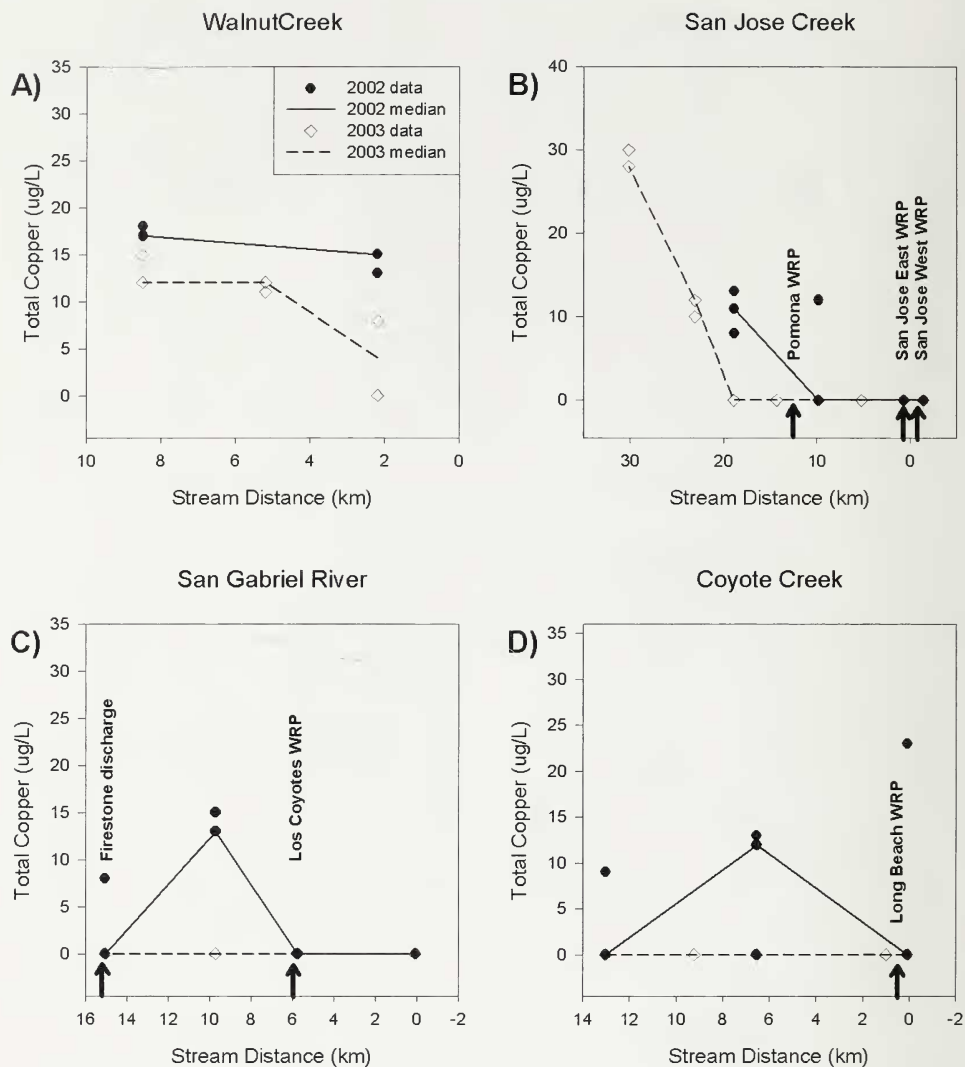 WalnutCreek
A)
Total Copper (ug/L)
35
30
25
20
15
10
5
0
2002 data
2002 median
2003 data
2003 median
10 8 6 4 2 0
Stream Distance (km)
San Jose Creek
B)
Total Copper (ug/L)
40
30
20
10
0
Pomona WRP
San Jose East WRP
San Jose West WRP
30 20 10 0
Stream Distance (km)
San Gabriel River
C)
Total Copper (ug/L)
35
30
25
20
15
10
5
0
Firestone discharge
Los Coyotes WRP
16 14 12 10 8 6 4 2 0 -2
Stream Distance (km)
Coyote Creek
D)
Total Copper (ug/L)
35
30
25
20
15
10
5
0
Long Beach WRP
14 12 10 8 6 4 2 0 -2
Stream Distance (km)